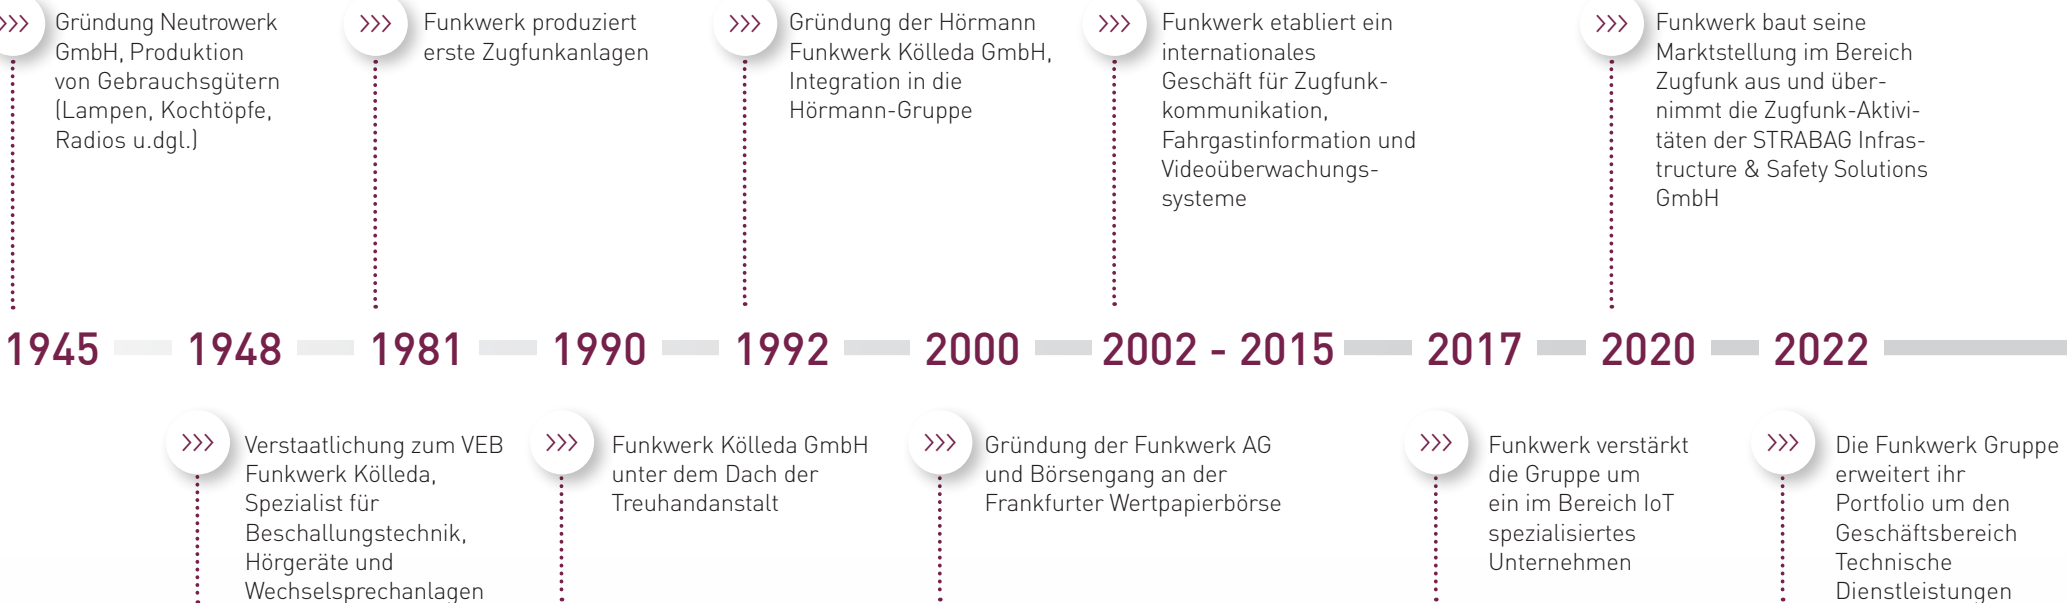 Gründung Neutrowerk
GmbH, Produktion
von Gebrauchsgütern
(Lampen, Kochtöpfe,
Radios u.dgl.)
Funkwerk produziert
erste Zugfunkanlagen
Gründung der Hörmann
Funkwerk Kölleda GmbH,
Integration in die
Hörmann-Gruppe
Funkwerk etabliert ein
internationales
Geschäft für Zugfunk-
kommunikation,
Fahrgastinformation und
Videoüberwachungs-
systeme
Funkwerk baut seine
Marktstellung im Bereich
Zugfunk aus und über-
nimmt die Zugfunk-Aktivi-
täten der STRABAG Infras-
tructure & Safety Solutions
GmbH
1945 1948 1981 1990 1992 2000 2002 - 2015 2017 2020 2022
Verstaatlichung zum VEB
Funkwerk Kölleda,
Spezialist für
Beschallungstechnik,
Hörgeräte und
Wechselsprechanlagen
Funkwerk Kölleda GmbH
unter dem Dach der
Treuhandanstalt
Gründung der Funkwerk AG
und Börsengang an der
Frankfurter Wertpapierbörse
Funkwerk verstärkt
die Gruppe um
ein im Bereich IoT
spezialisiertes
Unternehmen
Die Funkwerk Gruppe
erweitert ihr
Portfolio um den
Geschäftsbereich
Technische
Dienstleistungen